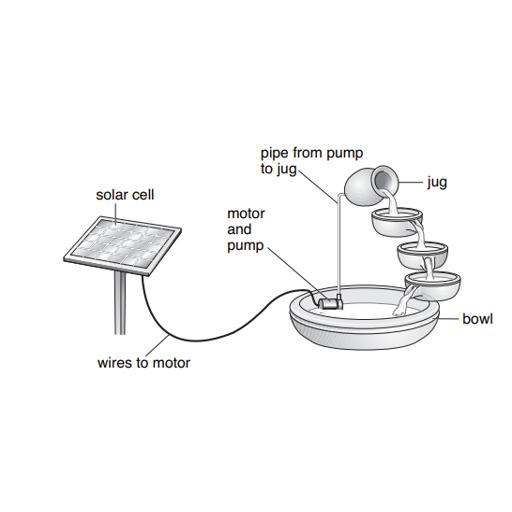 pipe from pump
to jug
jug
solar cell
motor
and
pump
bowl
wires to motor